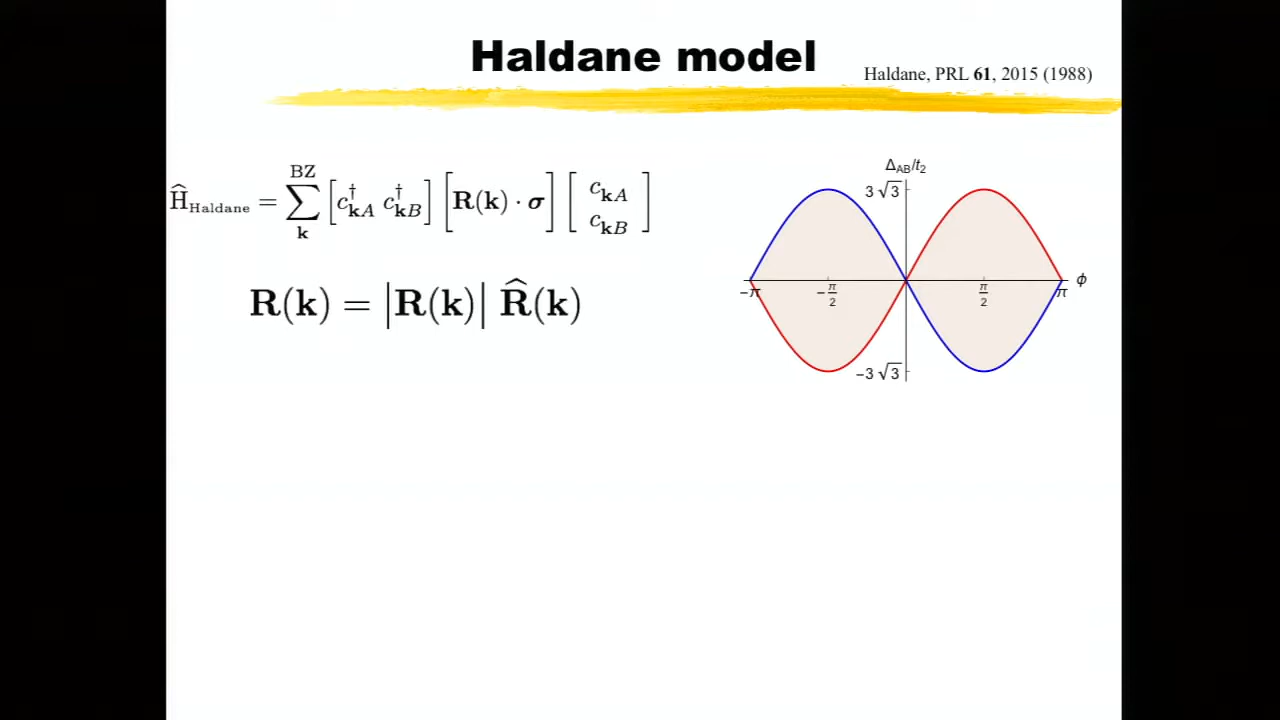 Haldane model
Haldane, PRL 61, 2015 (1988)
Ĥ_Haldane = ∑_k^BZ [c†_kA c†_kB] [R(k) · σ] [c_kA c_kB]
R(k) = |R(k)| R̂(k)
Δ_AB/t_2
3 √3
−π
−π/2
π/2
π
ϕ
−3 √3